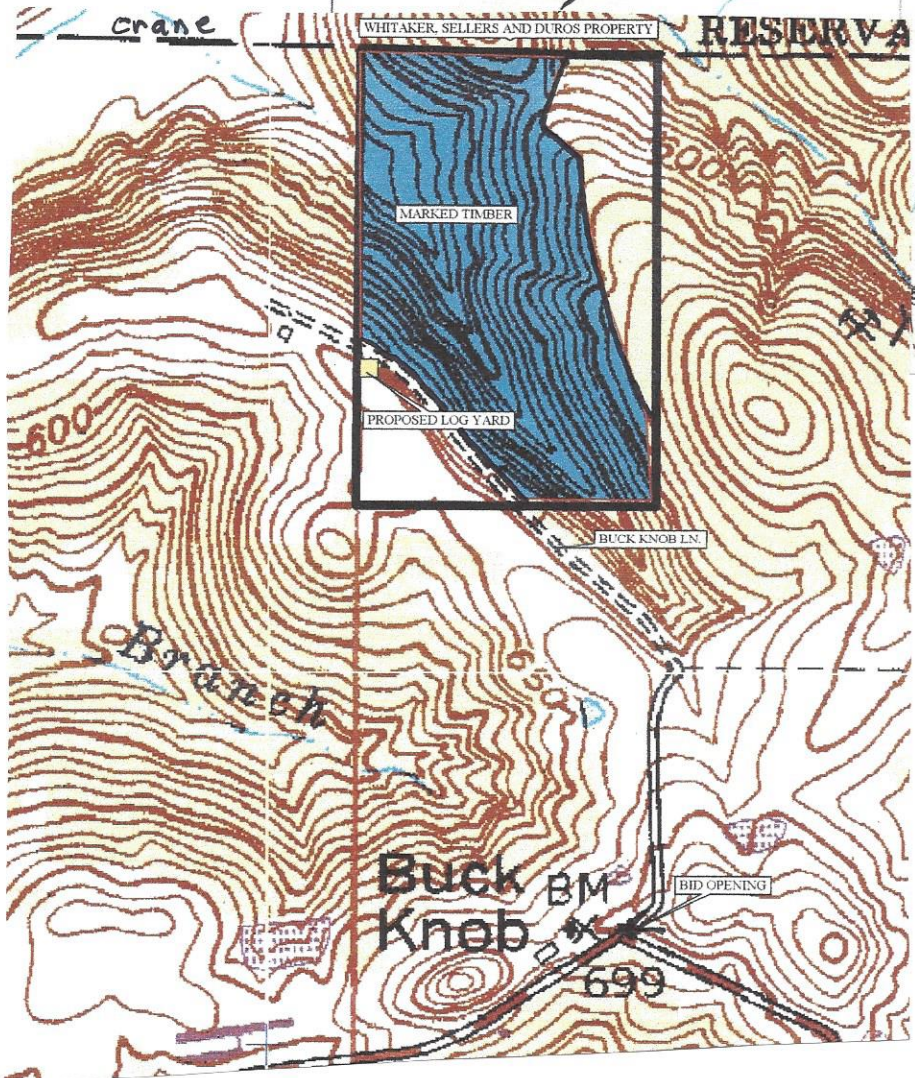 crane
WHITAKER, SELLERS AND DUROS PROPERTY
RESERVA
MARKED TIMBER
PROPOSED LOG YARD
600
BUCK KNOB LN.
Branch
650
Buck
Knob
BM
BID OPENING
699